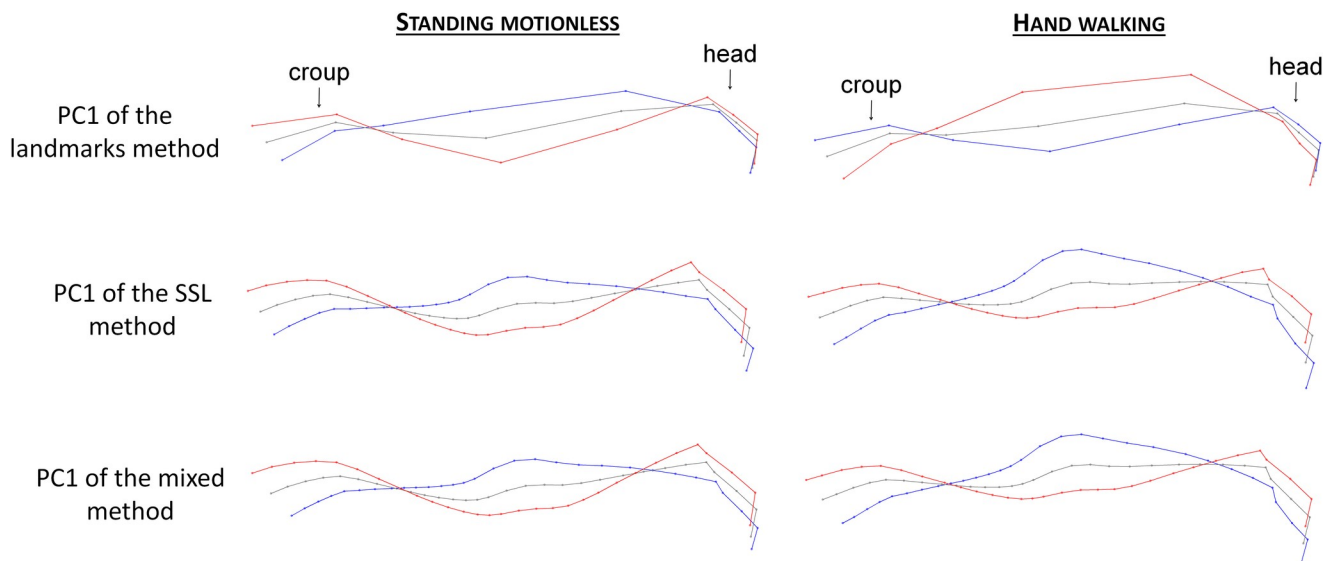 STANDING MOTIONLESS
HAND WALKING
croup
head
croup
head
PC1 of the
landmarks method
PC1 of the SSL
method
PC1 of the mixed
method